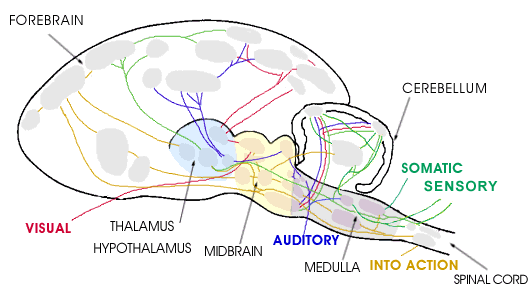 FOREBRAIN
CEREBELLUM
SOMATIC
SENSORY
VISUAL
THALAMUS
HYPOTHALAMUS
MIDBRAIN
AUDITORY
MEDULLA
INTO ACTION
SPINAL CORD